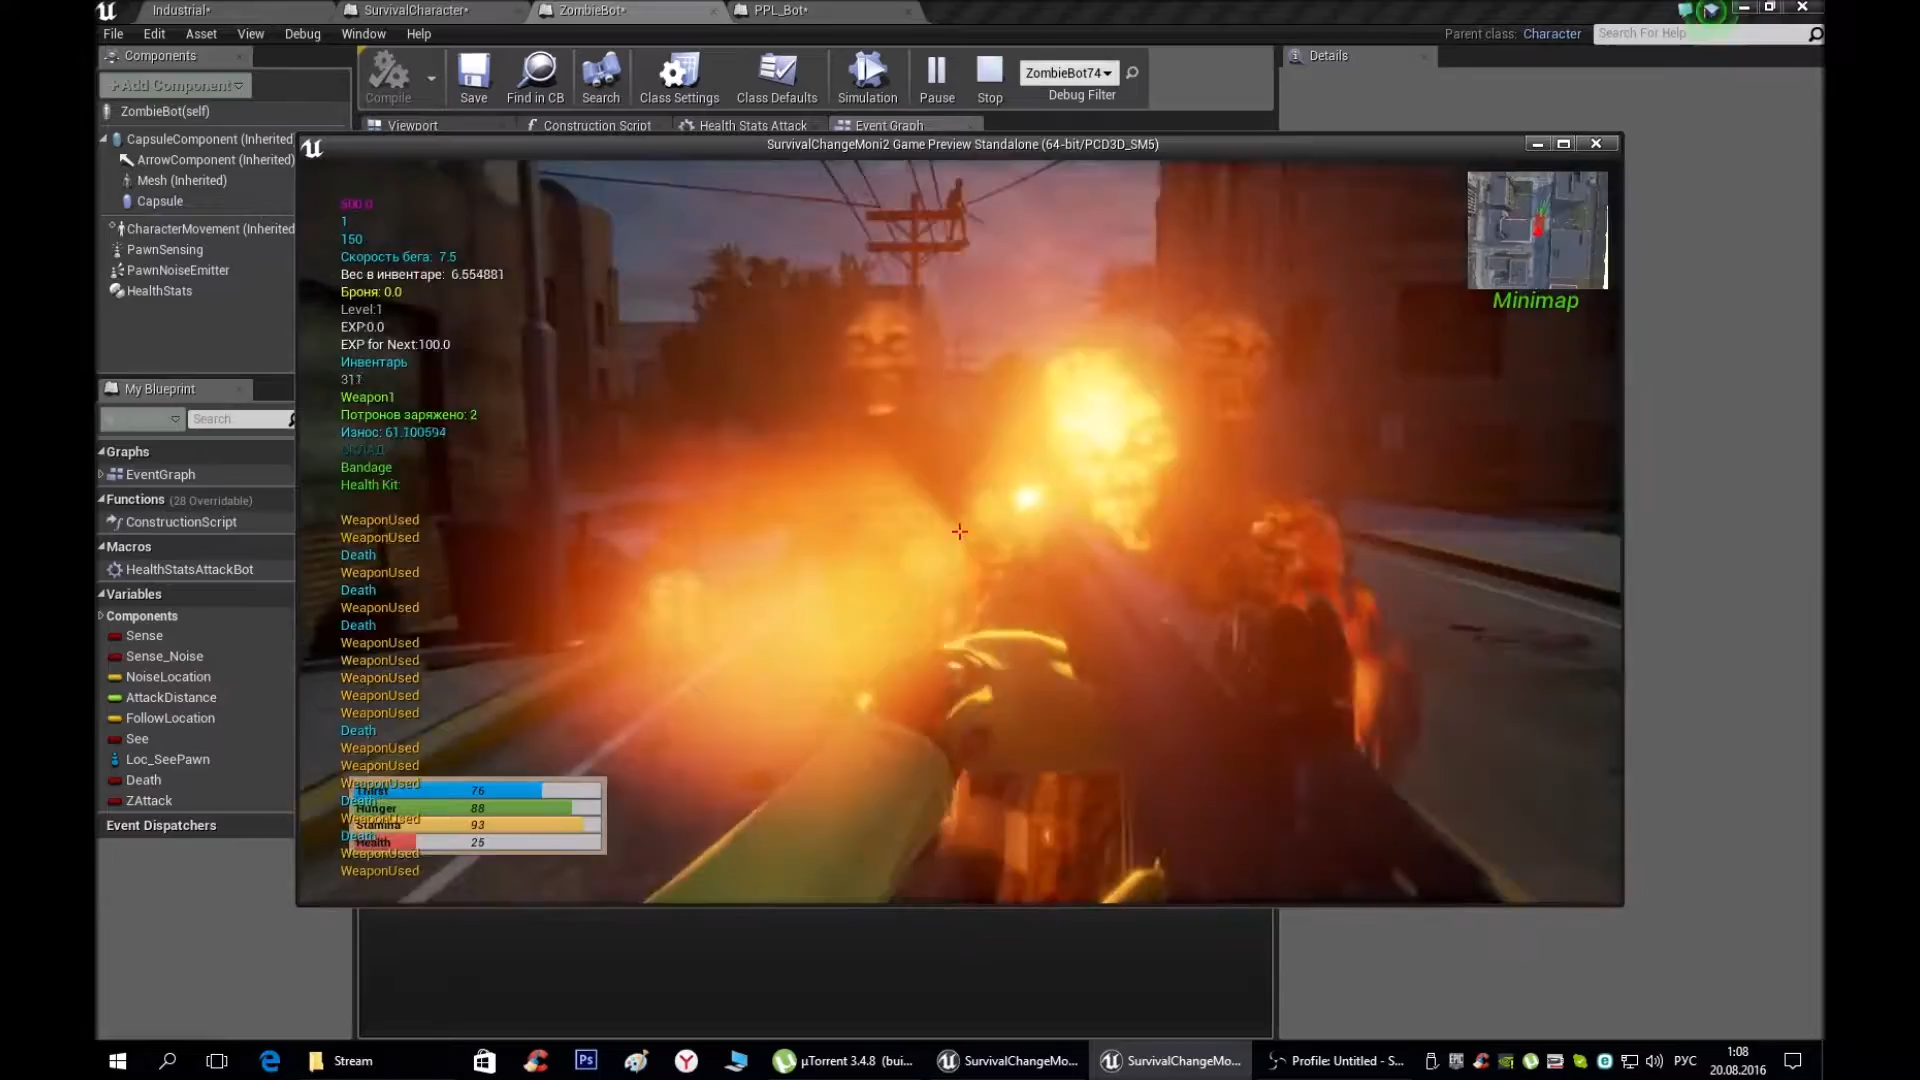 Industrial*
SurvivalCharacter*
ZombieBot*
PPL_Bot*
File Edit Asset View Debug Window Help
Parent class: Character
Search For Help
Components
Details
+Add Component
Compile
Save
Find in CB
Search
Class Settings
Class Defaults
Simulation
Pause
Stop
ZombieBot74
Debug Filter
ZombieBot(self)
Viewport
Construction Script
Health Stats Attack
Event Graph
CapsuleComponent (Inherited)
ArrowComponent (Inherited)
Mesh (Inherited)
Capsule
CharacterMovement (Inherited
PawnSensing
PawnNoiseEmitter
HealthStats
SurvivalChangeMoni2 Game Preview Standalone (64-bit/PCD3D_SM5)
500.0
1
150
Скорость бега: 7.5
Вес в инвентаре: 6.554881
Броня: 0.0
Level:1
EXP:0.0
EXP for Next:100.0
Инвентарь
311
Weapon1
Потронов заряжено: 2
Износ: 61.100594
Bandage
Health Kit:
WeaponUsed
WeaponUsed
Death
WeaponUsed
Death
WeaponUsed
Death
WeaponUsed
WeaponUsed
WeaponUsed
WeaponUsed
WeaponUsed
Death
WeaponUsed
WeaponUsed
WeaponUsed
Death
WeaponUsed
Death
WeaponUsed
WeaponUsed
Thirst 76
Hunger 88
Stamina 93
Health 25
Minimap
My Blueprint
Search
Graphs
EventGraph
Functions (28 Overridable)
ConstructionScript
Macros
HealthStatsAttackBot
Variables
Components
Sense
Sense_Noise
NoiseLocation
AttackDistance
FollowLocation
See
Loc_SeePawn
Death
ZAttack
Event Dispatchers
Stream
µTorrent 3.4.8 (bui...
SurvivalChangeMo...
SurvivalChangeMo...
Profile: Untitled - S...
РУС
1:08
20.08.2016